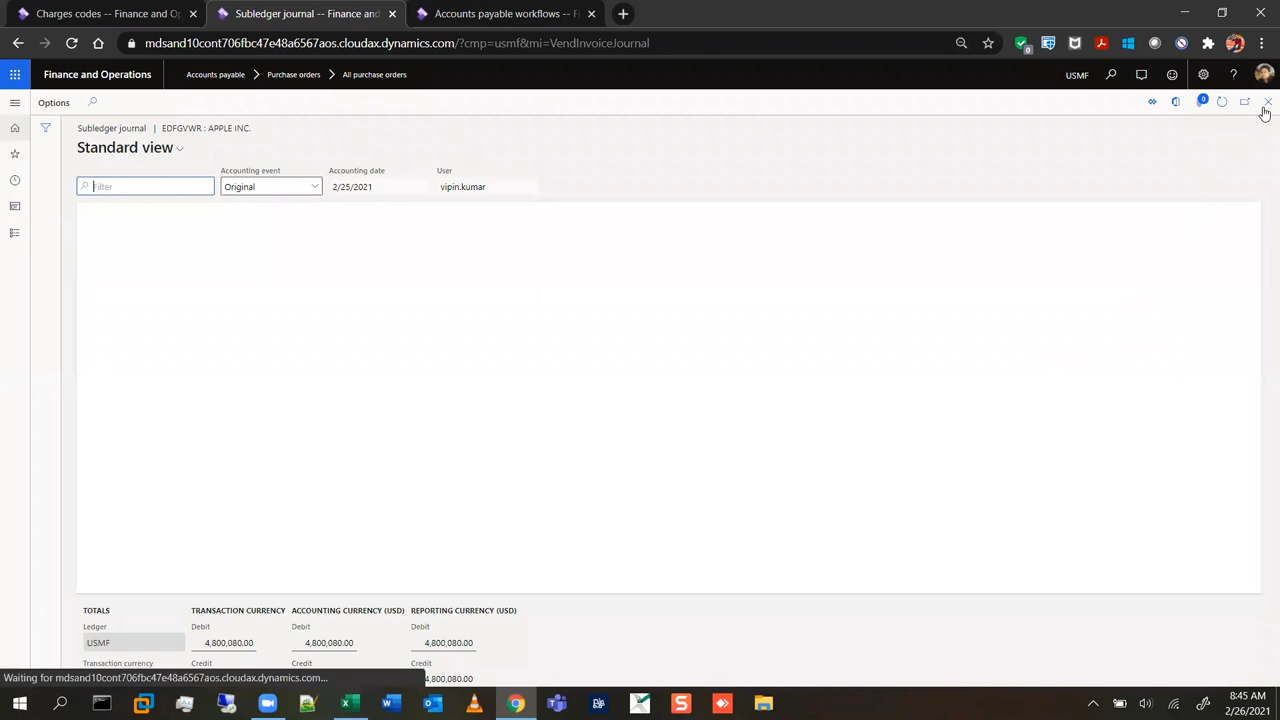 Charges codes -- Finance and Op
Subledger journal -- Finance and
Accounts payable workflows -- F
mdsand10cont706fbc47e48a6567aos.cloudax.dynamics.com/?cmp=usmf&mi=VendInvoiceJournal
0
Finance and Operations
Accounts payable
Purchase orders
All purchase orders
USMF
Options
0
Subledger journal | EDFGVWR : APPLE INC.
Standard view
Accounting event
Accounting date
User
Filter
Original
2/25/2021
vipin.kumar
TOTALS
TRANSACTION CURRENCY
ACCOUNTING CURRENCY (USD)
REPORTING CURRENCY (USD)
Ledger
Debit
Debit
Debit
USMF
4,800,080.00
4,800,080.00
4,800,080.00
Transaction currency
Credit
Credit
Credit
4,800,080.00
Waiting for mdsand10cont706fbc47e48a6567aos.cloudax.dynamics.com...
8:45 AM
2/26/2021